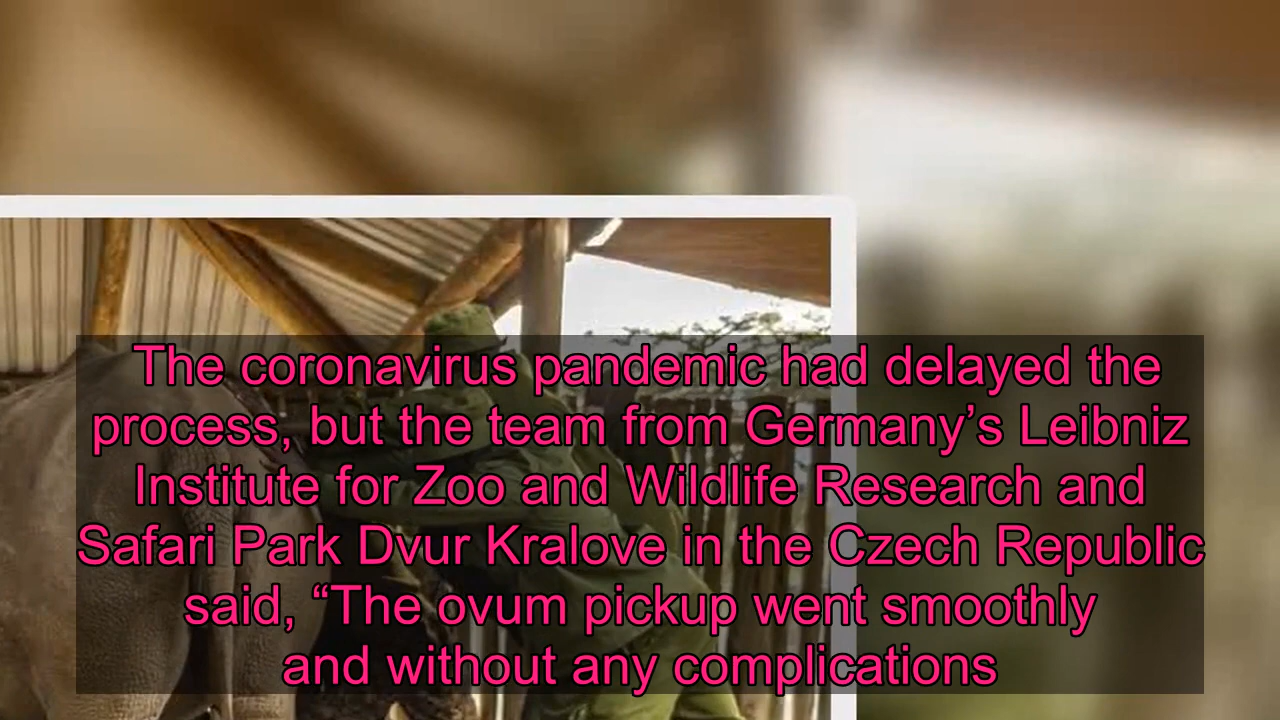 The coronavirus pandemic had delayed the
process, but the team from Germany’s Leibniz
Institute for Zoo and Wildlife Research and
Safari Park Dvur Kralove in the Czech Republic
said, “The ovum pickup went smoothly
and without any complications